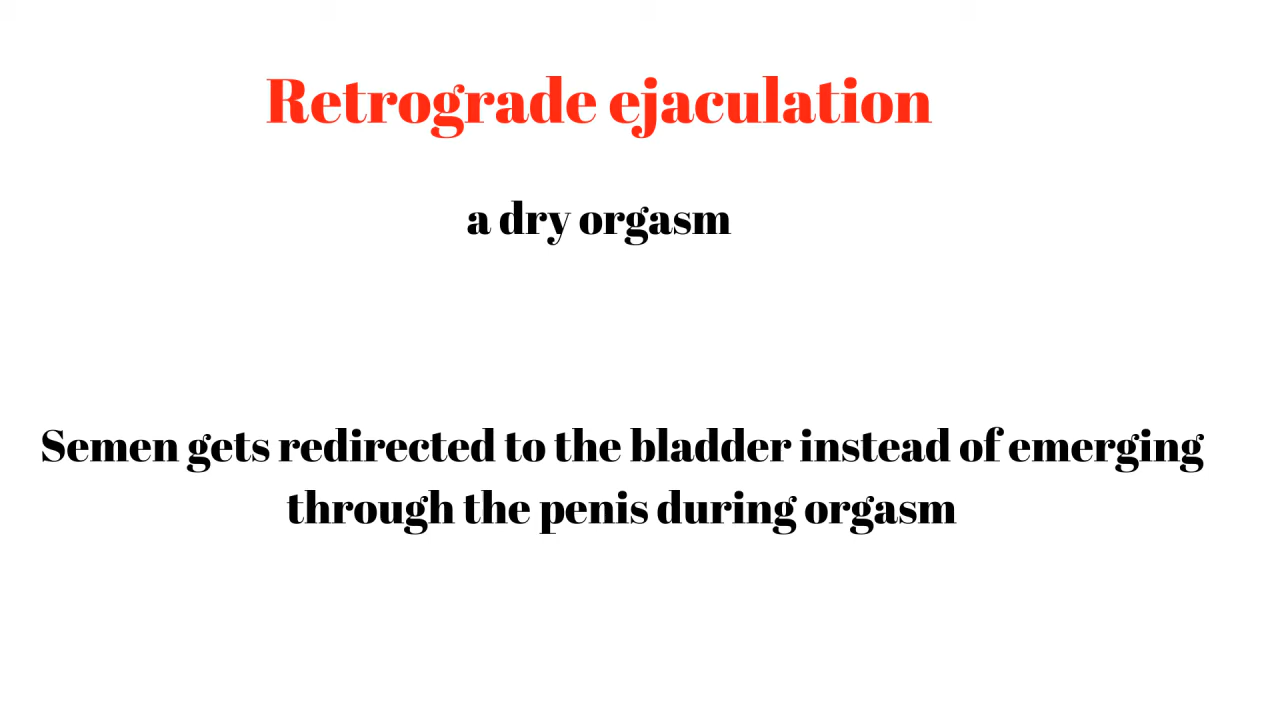 Retrograde ejaculation
a dry orgasm
Semen gets redirected to the bladder instead of emerging
through the penis during orgasm